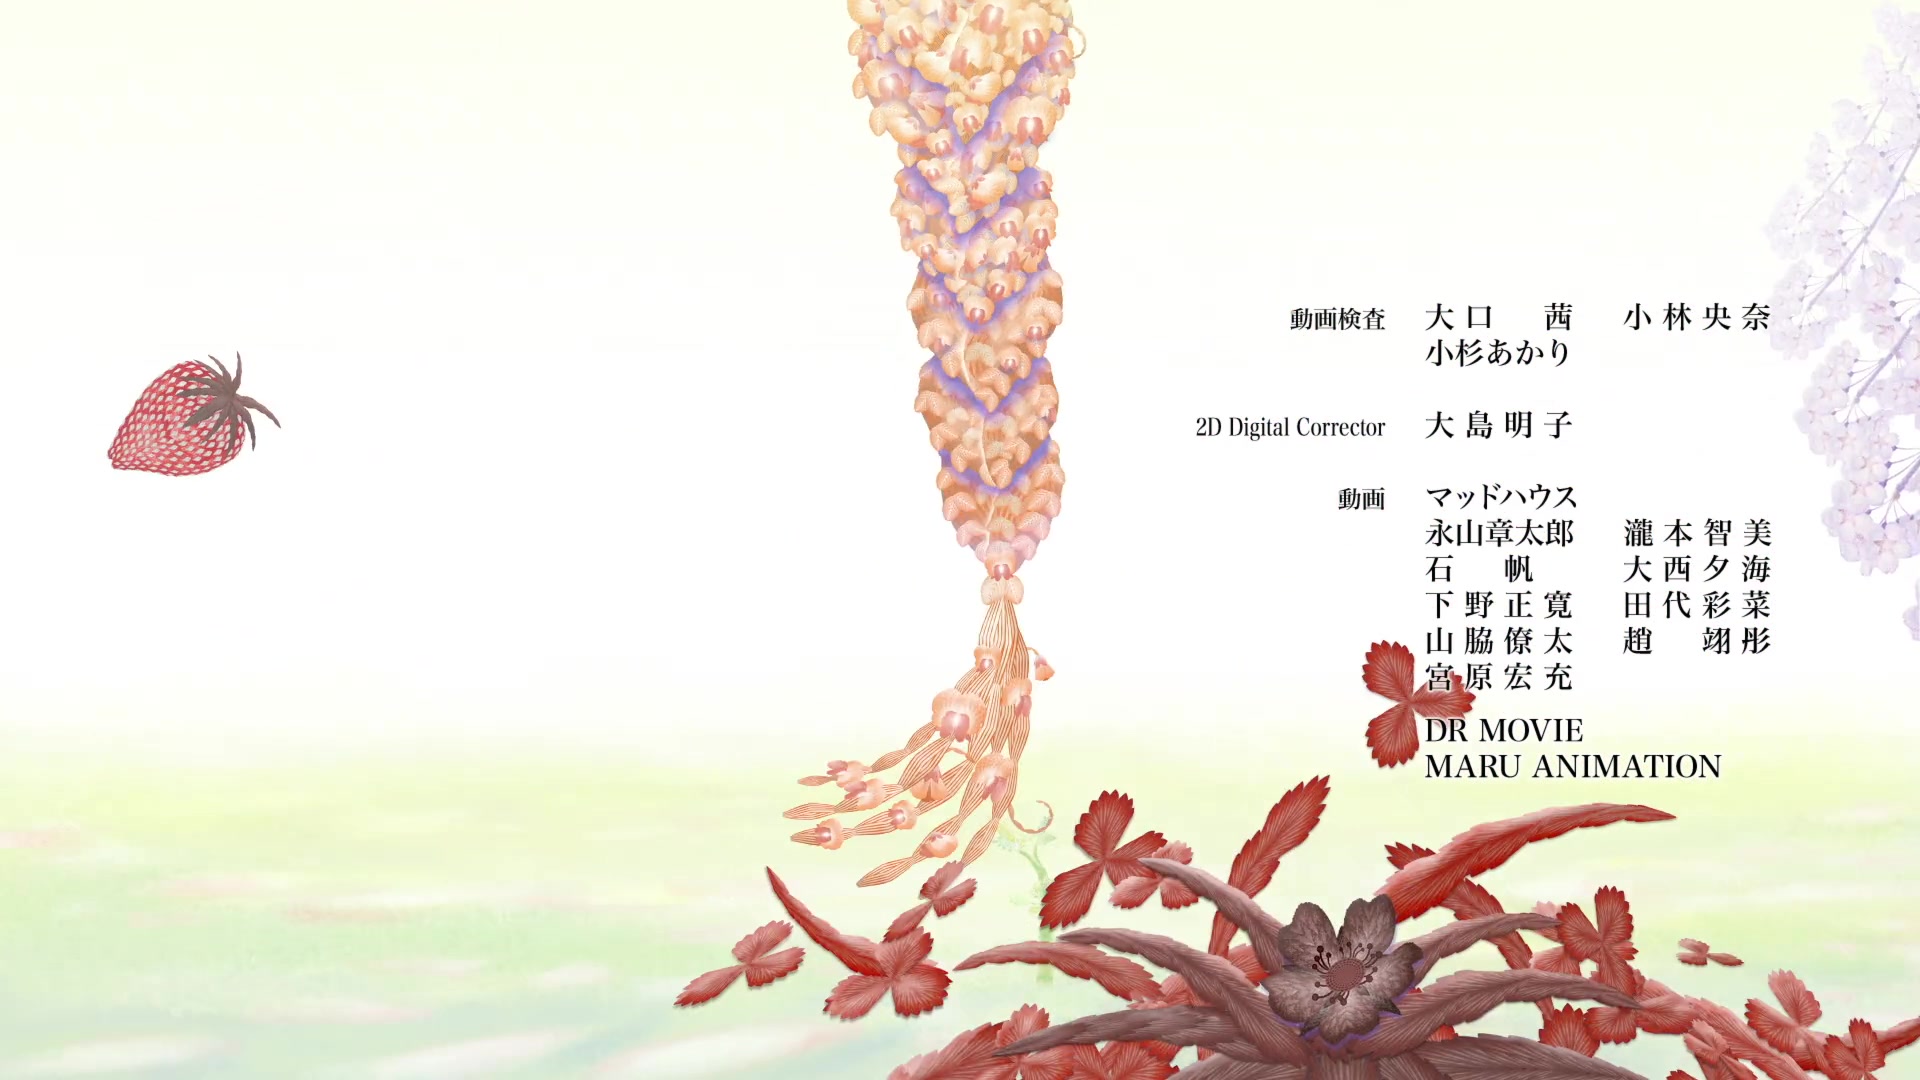 動画検査 大口 茜 小林央奈
小杉あかり
2D Digital Corrector 大島明子
動画 マッドハウス
永山章太郎 瀧本智美
石 帆 大西夕海
下野正寛 田代彩菜
山脇僚太 趙 翊彤
宮原宏充
DR MOVIE
MARU ANIMATION